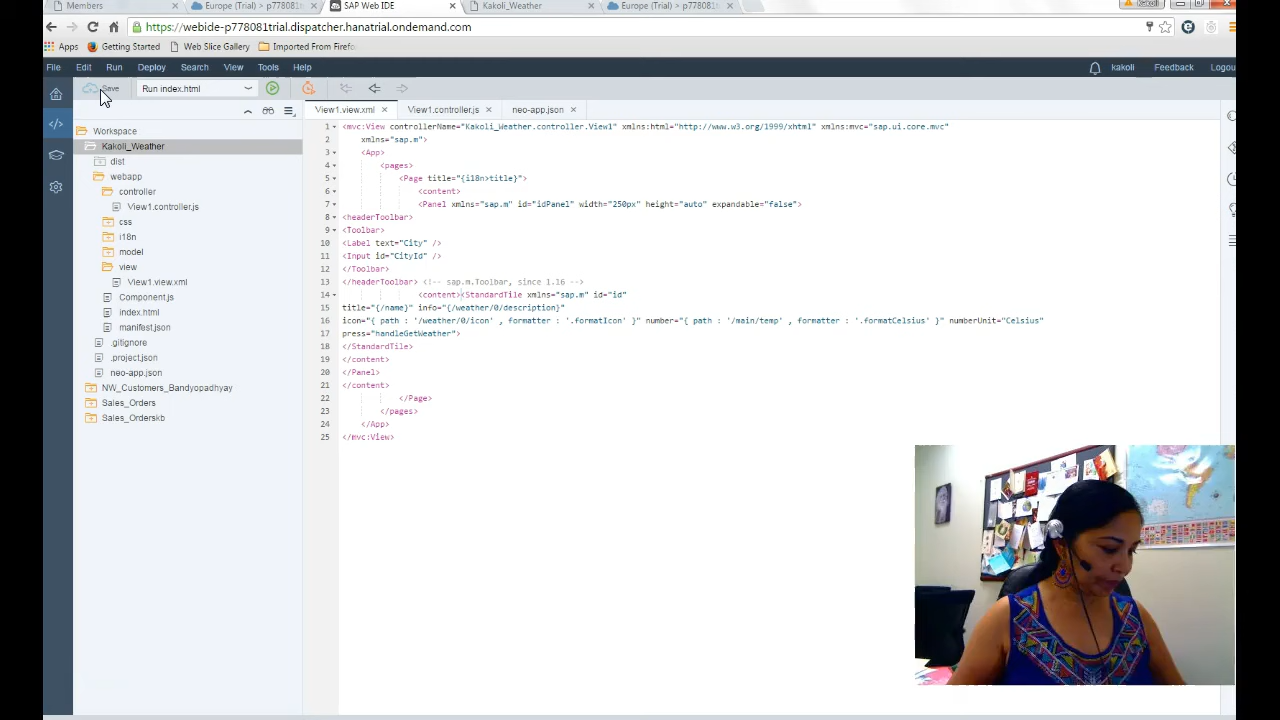 Members
Europe (Trial) > p778081t
SAP Web IDE
Kakoli_Weather
Europe (Trial) > p778081t
https://webide-p778081trial.dispatcher.hanatrial.ondemand.com
Apps
Getting Started
Web Slice Gallery
Imported From Firefo
File Edit Run Deploy Search View Tools Help
kakoli
Feedback
Logou
Save
Run index.html
View1.view.xml
View1.controller.js
neo-app.json
Workspace
Kakoli_Weather
dist
webapp
controller
View1.controller.js
css
i18n
model
view
View1.view.xml
Component.js
index.html
manifest.json
.gitignore
.project.json
neo-app.json
NW_Customers_Bandyopadhyay
Sales_Orders
Sales_Orderskb
1 <mvc:View controllerName="Kakoli_Weather.controller.View1" xmlns:html="http://www.w3.org/1999/xhtml" xmlns:mvc="sap.ui.core.mvc"
2 xmlns="sap.m">
3 <App>
4 <pages>
5 <Page title="{i18n>title}">
6 <content>
7 <Panel xmlns="sap.m" id="idPanel" width="250px" height="auto" expandable="false">
8 <headerToolbar>
9 <Toolbar>
10 <Label text="City" />
11 <Input id="CityId" />
12 </Toolbar>
13 </headerToolbar> <!-- sap.m.Toolbar, since 1.16 -->
14 <content><StandardTile xmlns="sap.m" id="id"
15 title="{/name}" info="{/weather/0/description}"
16 icon="{ path : '/weather/0/icon' , formatter : '.formatIcon' }" number="{ path : '/main/temp' , formatter : '.formatCelsius' }" numberUnit="Celsius"
17 press="handleGetWeather">
18 </StandardTile>
19 </content>
20 </Panel>
21 </content>
22 </Page>
23 </pages>
24 </App>
25 </mvc:View>